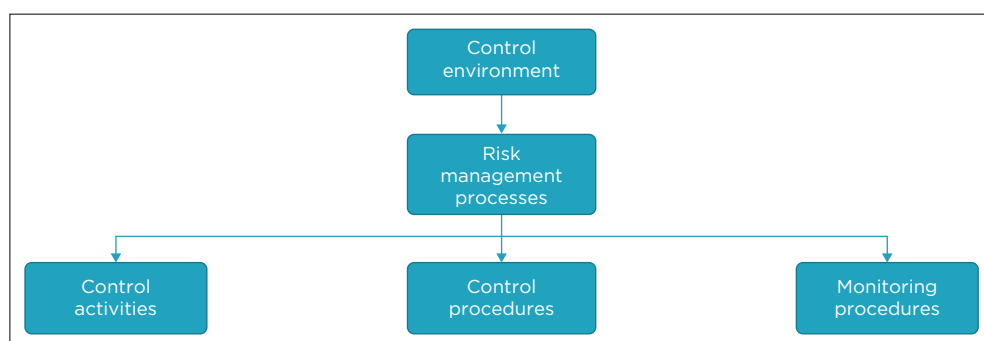 Control
environment
Risk
management
processes
Control
activities
Control
procedures
Monitoring
procedures